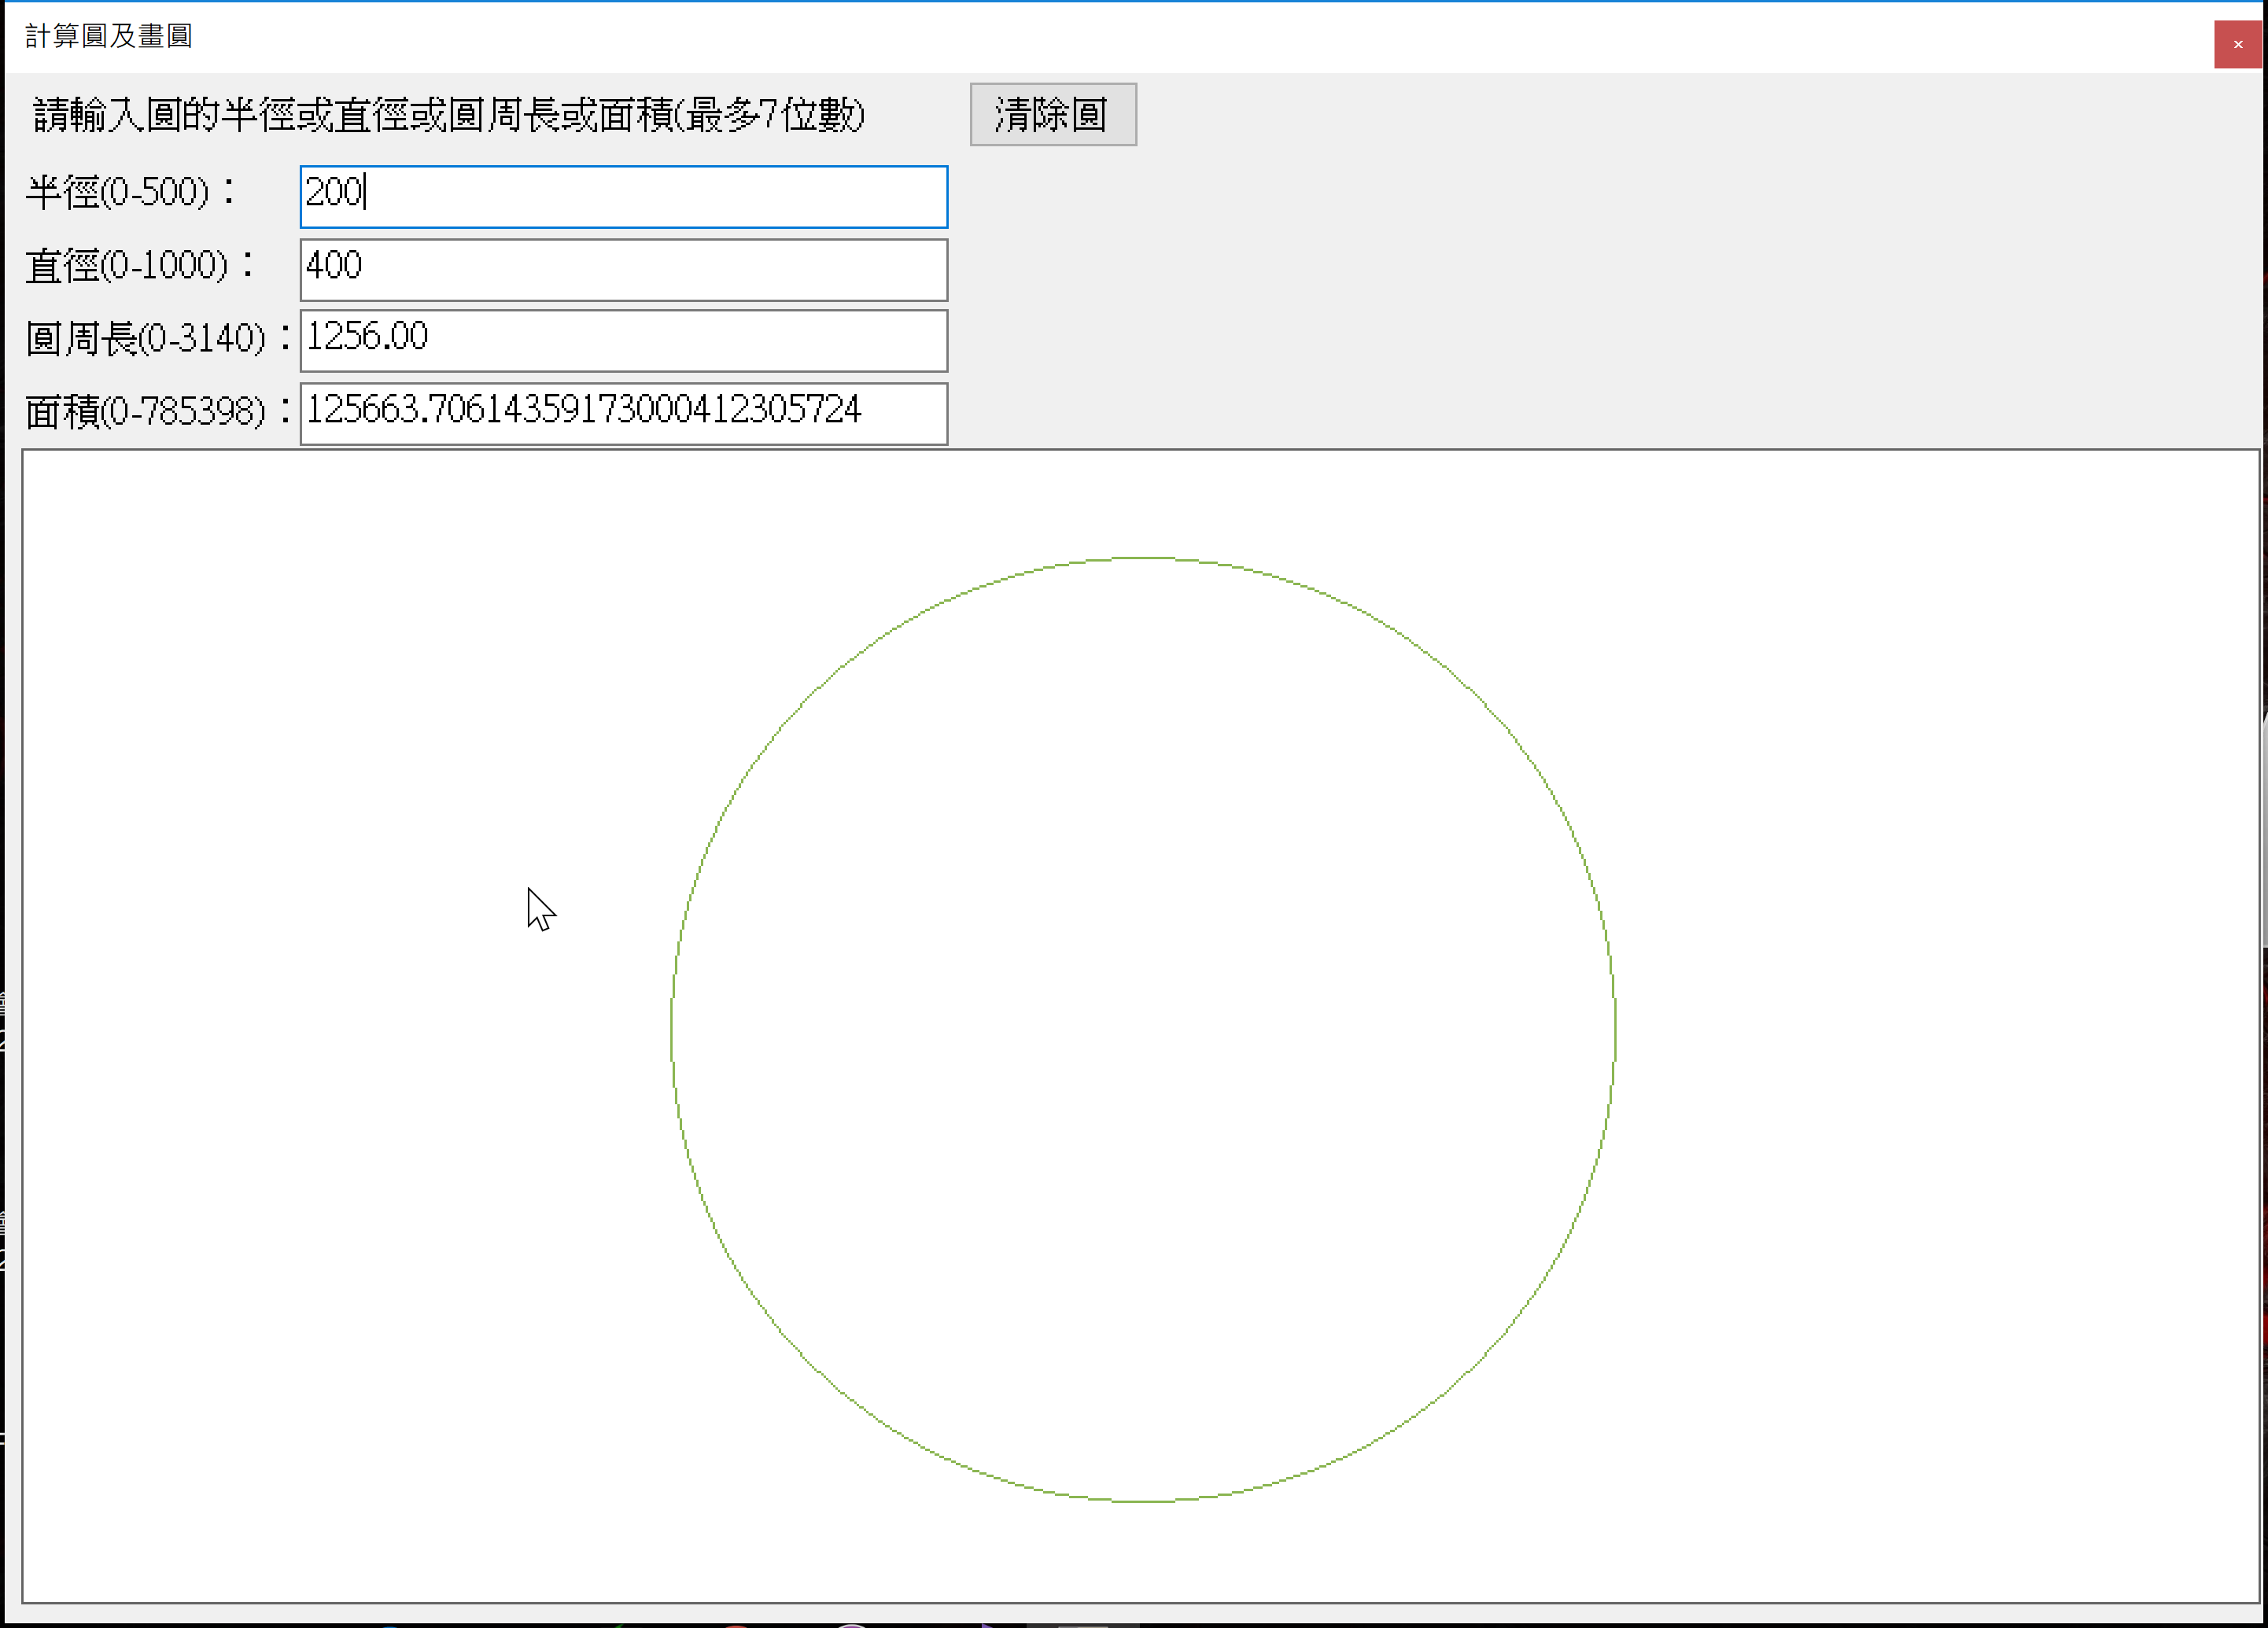 計算圓及畫圓
×
請輸入圓的半徑或直徑或圓周長或面積(最多7位數) 清除圓
半徑(0-500)： 200
直徑(0-1000)： 400
圓周長(0-3140)： 1256.00
面積(0-785398)： 125663.706143591730004​12305724